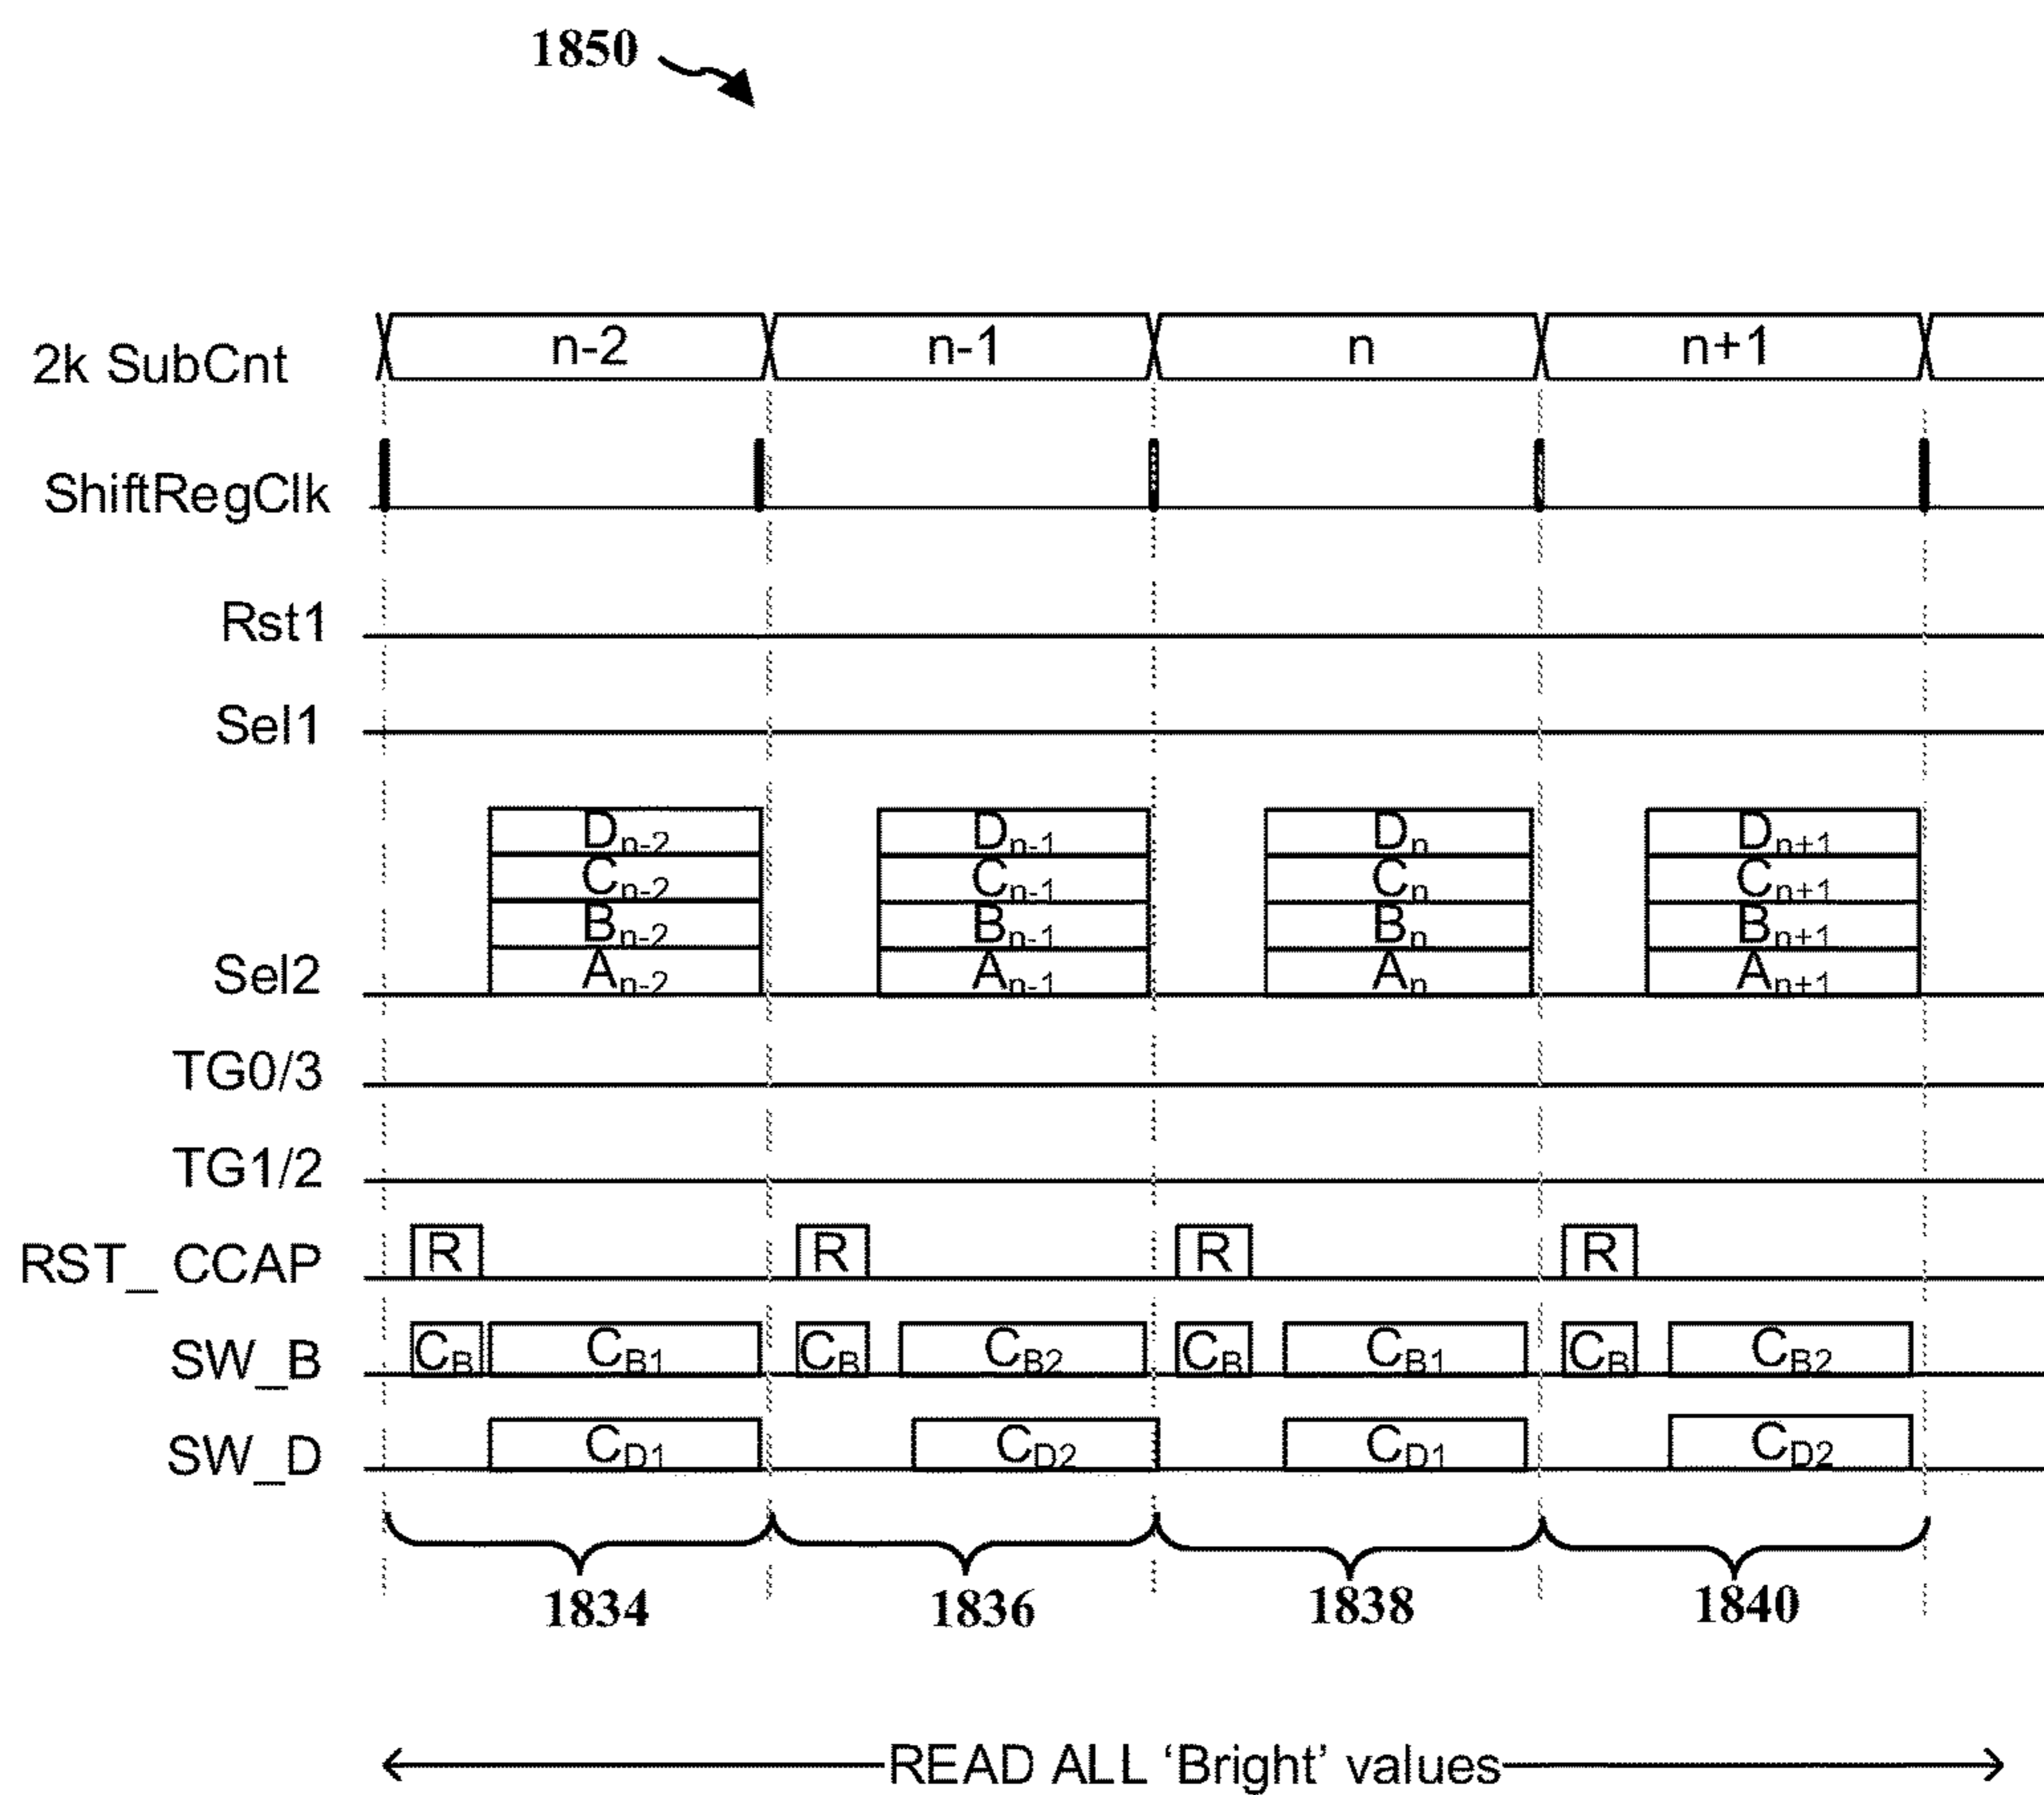 1850
2k SubCnt n-2 n-1 n n+1
ShiftRegClk
Rst1
Sel1
Dn-2 Dn-1 Dn Dn+1
Cn-2 Cn-1 Cn Cn+1
Bn-2 Bn-1 Bn Bn+1
Sel2 An-2 An-1 An An+1
TG0/3
TG1/2
RST_ CCAP R R R R
SW_B CB CB1 CB CB2 CB CB1 CB CB2
SW_D CD1 CD2 CD1 CD2
1834 1836 1838 1840
READ ALL ‘Bright’ values